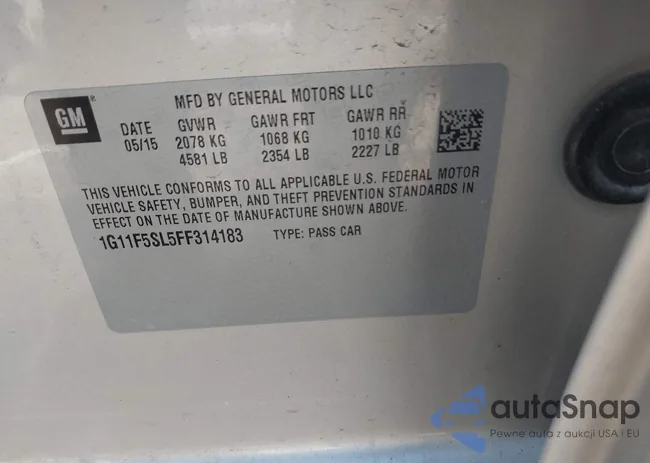 GM ®
MFD BY GENERAL MOTORS LLC
DATE GVWR GAWR FRT GAWR RR
05/15 2078 KG 1068 KG 1010 KG
4581 LB 2354 LB 2227 LB
THIS VEHICLE CONFORMS TO ALL APPLICABLE U.S. FEDERAL MOTOR
VEHICLE SAFETY, BUMPER, AND THEFT PREVENTION STANDARDS IN
EFFECT ON THE DATE OF MANUFACTURE SHOWN ABOVE.
1G11F5SL5FF314183 TYPE: PASS CAR
autaSnap
Pewne auta z aukcji USA i EU